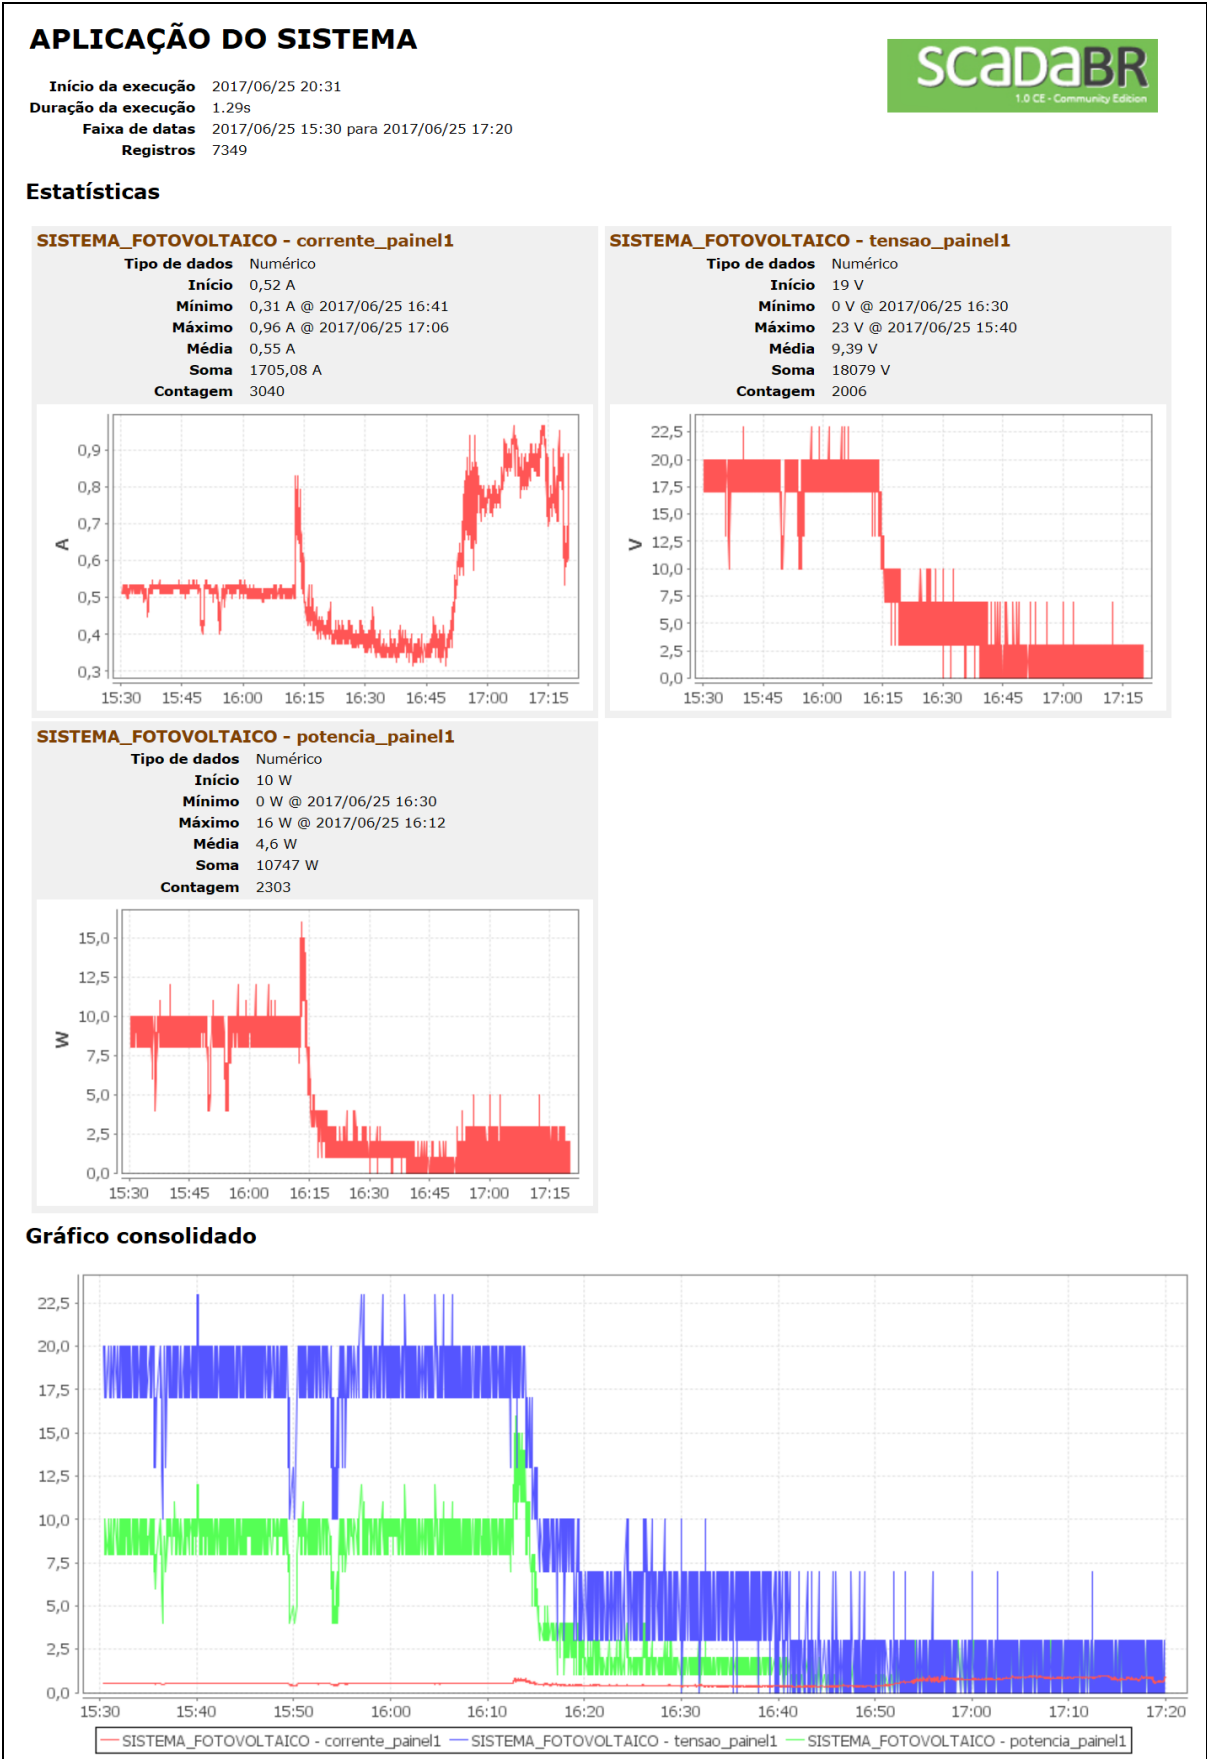 APLICAÇÃO DO SISTEMA
SCADABR
1.0 CE - Community Edition
Início da execução 2017/06/25 20:31
Duração da execução 1.29s
Faixa de datas 2017/06/25 15:30 para 2017/06/25 17:20
Registros 7349
Estatísticas
SISTEMA_FOTOVOLTAICO - corrente_painel1
Tipo de dados Numérico
Início 0,52 A
Mínimo 0,31 A @ 2017/06/25 16:41
Máximo 0,96 A @ 2017/06/25 17:06
Média 0,55 A
Soma 1705,08 A
Contagem 3040
0,9
0,8
0,7
0,6
0,5
0,4
0,3
A
15:30 15:45 16:00 16:15 16:30 16:45 17:00 17:15
SISTEMA_FOTOVOLTAICO - tensao_painel1
Tipo de dados Numérico
Início 19 V
Mínimo 0 V @ 2017/06/25 16:30
Máximo 23 V @ 2017/06/25 15:40
Média 9,39 V
Soma 18079 V
Contagem 2006
22,5
20,0
17,5
15,0
12,5
10,0
7,5
5,0
2,5
0,0
V
15:30 15:45 16:00 16:15 16:30 16:45 17:00 17:15
SISTEMA_FOTOVOLTAICO - potencia_painel1
Tipo de dados Numérico
Início 10 W
Mínimo 0 W @ 2017/06/25 16:30
Máximo 16 W @ 2017/06/25 16:12
Média 4,6 W
Soma 10747 W
Contagem 2303
15,0
12,5
10,0
7,5
5,0
2,5
0,0
W
15:30 15:45 16:00 16:15 16:30 16:45 17:00 17:15
Gráfico consolidado
22,5
20,0
17,5
15,0
12,5
10,0
7,5
5,0
2,5
0,0
15:30 15:40 15:50 16:00 16:10 16:20 16:30 16:40 16:50 17:00 17:10 17:20
SISTEMA_FOTOVOLTAICO - corrente_painel1 SISTEMA_FOTOVOLTAICO - tensao_painel1 SISTEMA_FOTOVOLTAICO - potencia_painel1